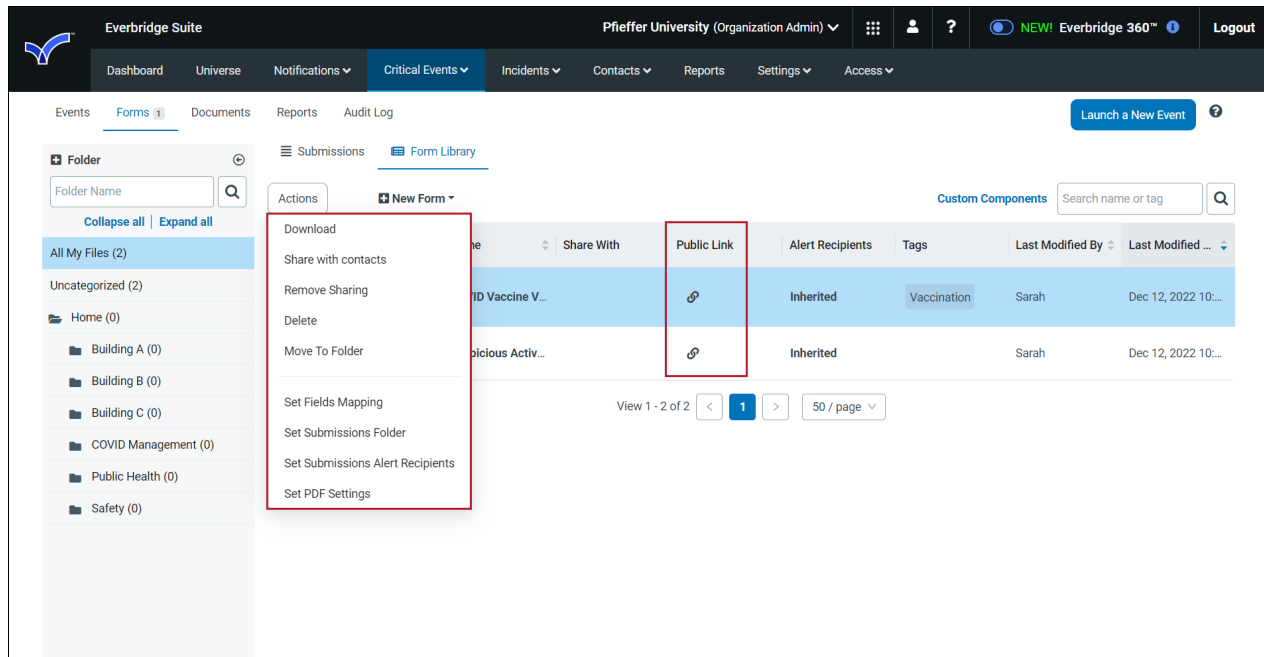 Everbridge Suite
Pfieffer University (Organization Admin)
?
NEW! Everbridge 360™
Logout
Dashboard Universe Notifications Critical Events Incidents Contacts Reports Settings Access
Events Forms 1 Documents Reports Audit Log
Launch a New Event
Folder
Folder Name
Collapse all | Expand all
All My Files (2)
Uncategorized (2)
Home (0)
Building A (0)
Building B (0)
Building C (0)
COVID Management (0)
Public Health (0)
Safety (0)
Submissions Form Library
Actions New Form
Custom Components Search name or tag
Download
Share with contacts
Remove Sharing
Delete
Move To Folder
Set Fields Mapping
Set Submissions Folder
Set Submissions Alert Recipients
Set PDF Settings
Share With Public Link Alert Recipients Tags Last Modified By Last Modified ...
Vaccine V... Inherited Vaccination Sarah Dec 12, 2022 10:...
Activ... Inherited Sarah Dec 12, 2022 10:...
View 1 - 2 of 2 < 1 > 50 / page